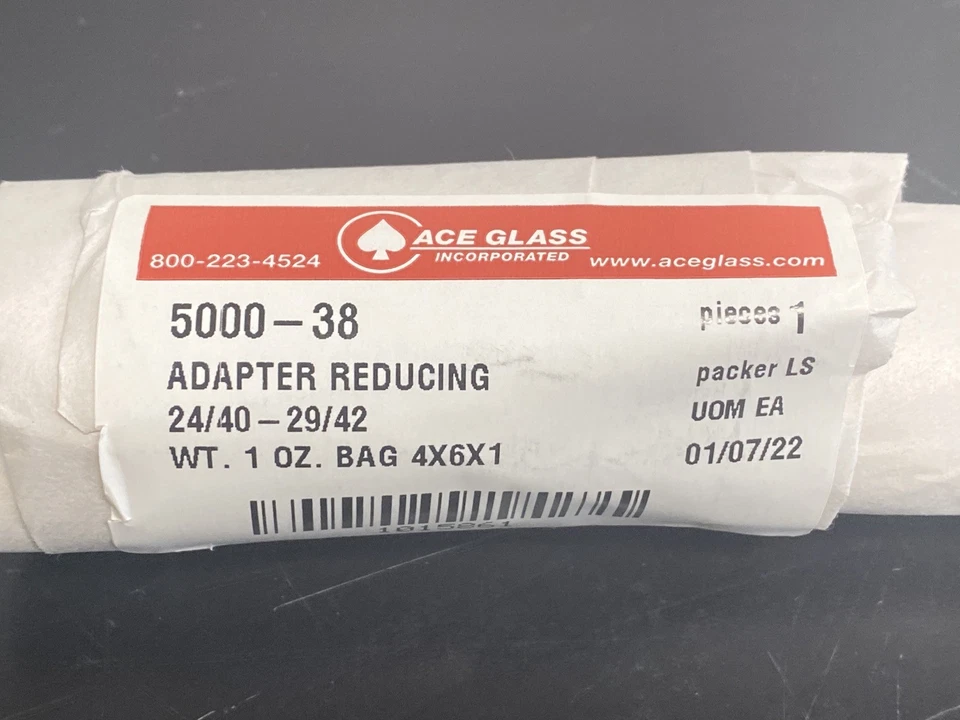 ACE GLASS
INCORPORATED
800-223-4524
www.aceglass.com
5000-38
pieces 1
ADAPTER REDUCING
packer LS
24/40-29/42
UOM EA
WT. 1 OZ. BAG 4X6X1
01/07/22
1015861